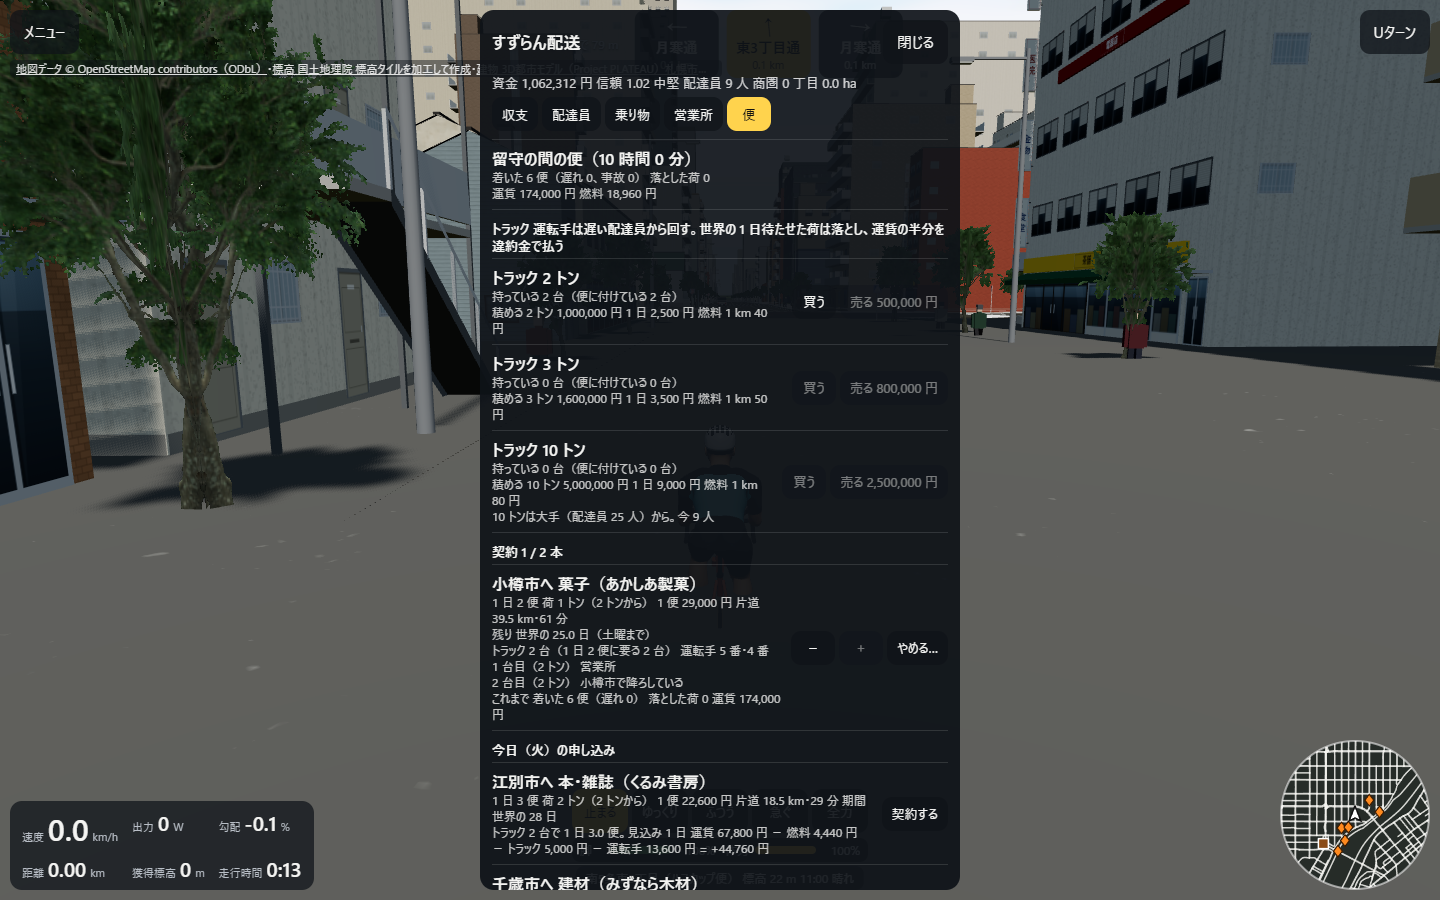 メニュー
地図データ © OpenStreetMap contributors（ODbL）・標高 国土地理院 標高タイルを加工して作成・
Uターン
すずらん配送
閉じる
資金 1,062,312 円 信頼 1.02 中堅 配達員 9 人 商圏 0 丁目 0.0 ha
収支 配達員 乗り物 営業所 便
留守の間の便（10 時間 0 分）
着いた 6 便（遅れ 0、事故 0） 落とした荷 0
運賃 174,000 円 燃料 18,960 円
トラック 運転手は遅い配達員から回す。世界の 1 日待たせた荷は落とし、運賃の半分を
違約金で払う
トラック 2 トン
持っている 2 台（便に付けている 2 台）
積める 2 トン 1,000,000 円 1 日 2,500 円 燃料 1 km 40
円
買う 売る 500,000 円
トラック 3 トン
持っている 0 台（便に付けている 0 台）
積める 3 トン 1,600,000 円 1 日 3,500 円 燃料 1 km 50
円
買う 売る 800,000 円
トラック 10 トン
持っている 0 台（便に付けている 0 台）
積める 10 トン 5,000,000 円 1 日 9,000 円 燃料 1 km
80 円
10 トンは大手（配達員 25 人）から。今 9 人
買う 売る 2,500,000 円
契約 1 / 2 本
小樽市へ 菓子（あかしあ製菓）
1 日 2 便 荷 1 トン（2 トンから） 1 便 29,000 円 片道
39.5 km・61 分
残り 世界の 25.0 日（土曜まで）
トラック 2 台（1 日 2 便に要る 2 台） 運転手 5 番・4 番
1 台目（2 トン） 営業所
2 台目（2 トン） 小樽市で降ろしている
これまで 着いた 6 便（遅れ 0） 落とした荷 0 運賃 174,000
円
− + やめる...
今日（火）の申し込み
江別市へ 本・雑誌（くるみ書房）
1 日 3 便 荷 2 トン（2 トンから） 1 便 22,600 円 片道 18.5 km・29 分 期間
世界の 28 日
トラック 2 台で 1 日 3.0 便。見込み 1 日 運賃 67,800 円 − 燃料 4,440 円
− トラック 5,000 円 − 運転手 13,600 円 = +44,760 円
契約する
千歳市へ 建材（みずなら木材）
速度 0.0 km/h 出力 0 W 勾配 -0.1 %
距離 0.00 km 獲得標高 0 m 走行時間 0:13